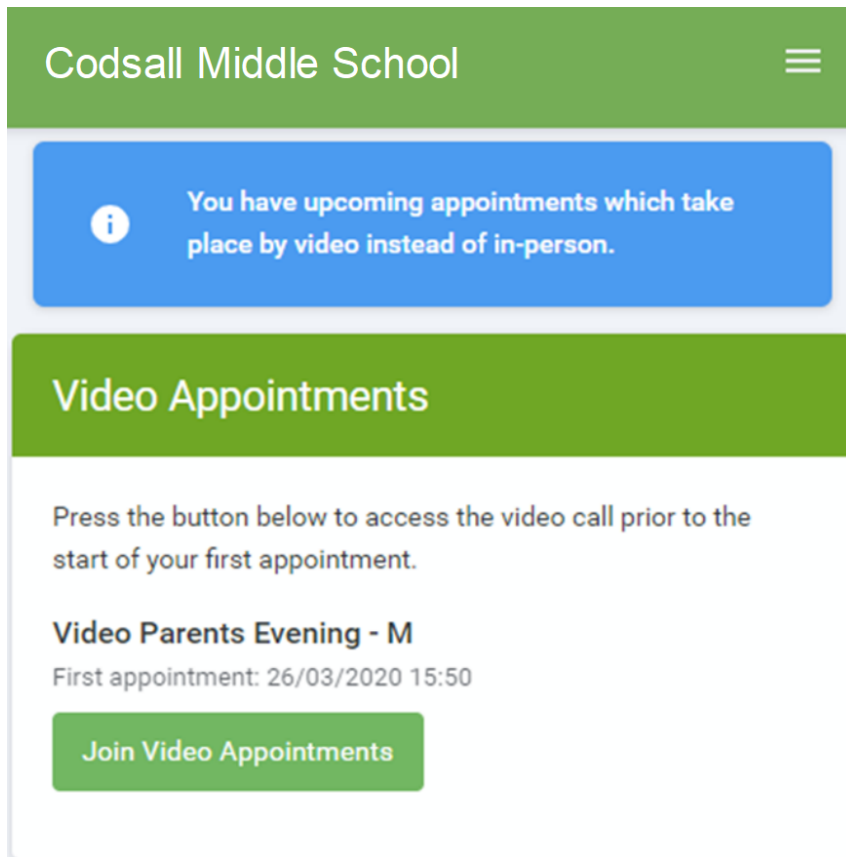 Codsall Middle School
You have upcoming appointments which take
place by video instead of in-person.
Video Appointments
Press the button below to access the video call prior to the
start of your first appointment.
Video Parents Evening - M
First appointment: 26/03/2020 15:50
Join Video Appointments